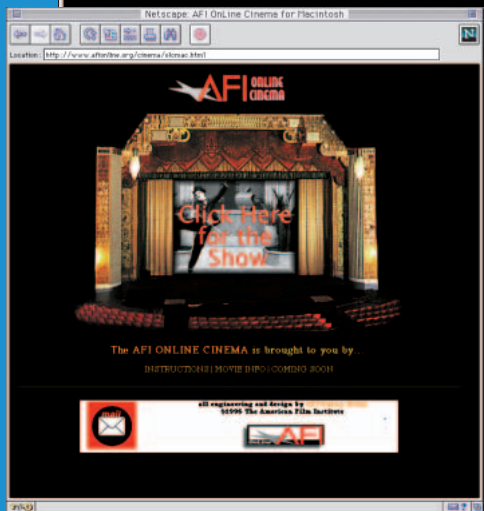 Netscape: AFI OnLine Cinema for Macintosh
N
Location: http://www.afionline.org/cinema/olcmac.html
AFI ONLINE CINEMA
Click Here
for the
Show
The AFI ONLINE CINEMA is brought to you by...
INSTRUCTIONS | MOVIE INFO | COMING SOON
mail
all engineering and design by
©1996 The American Film Institute
AFI